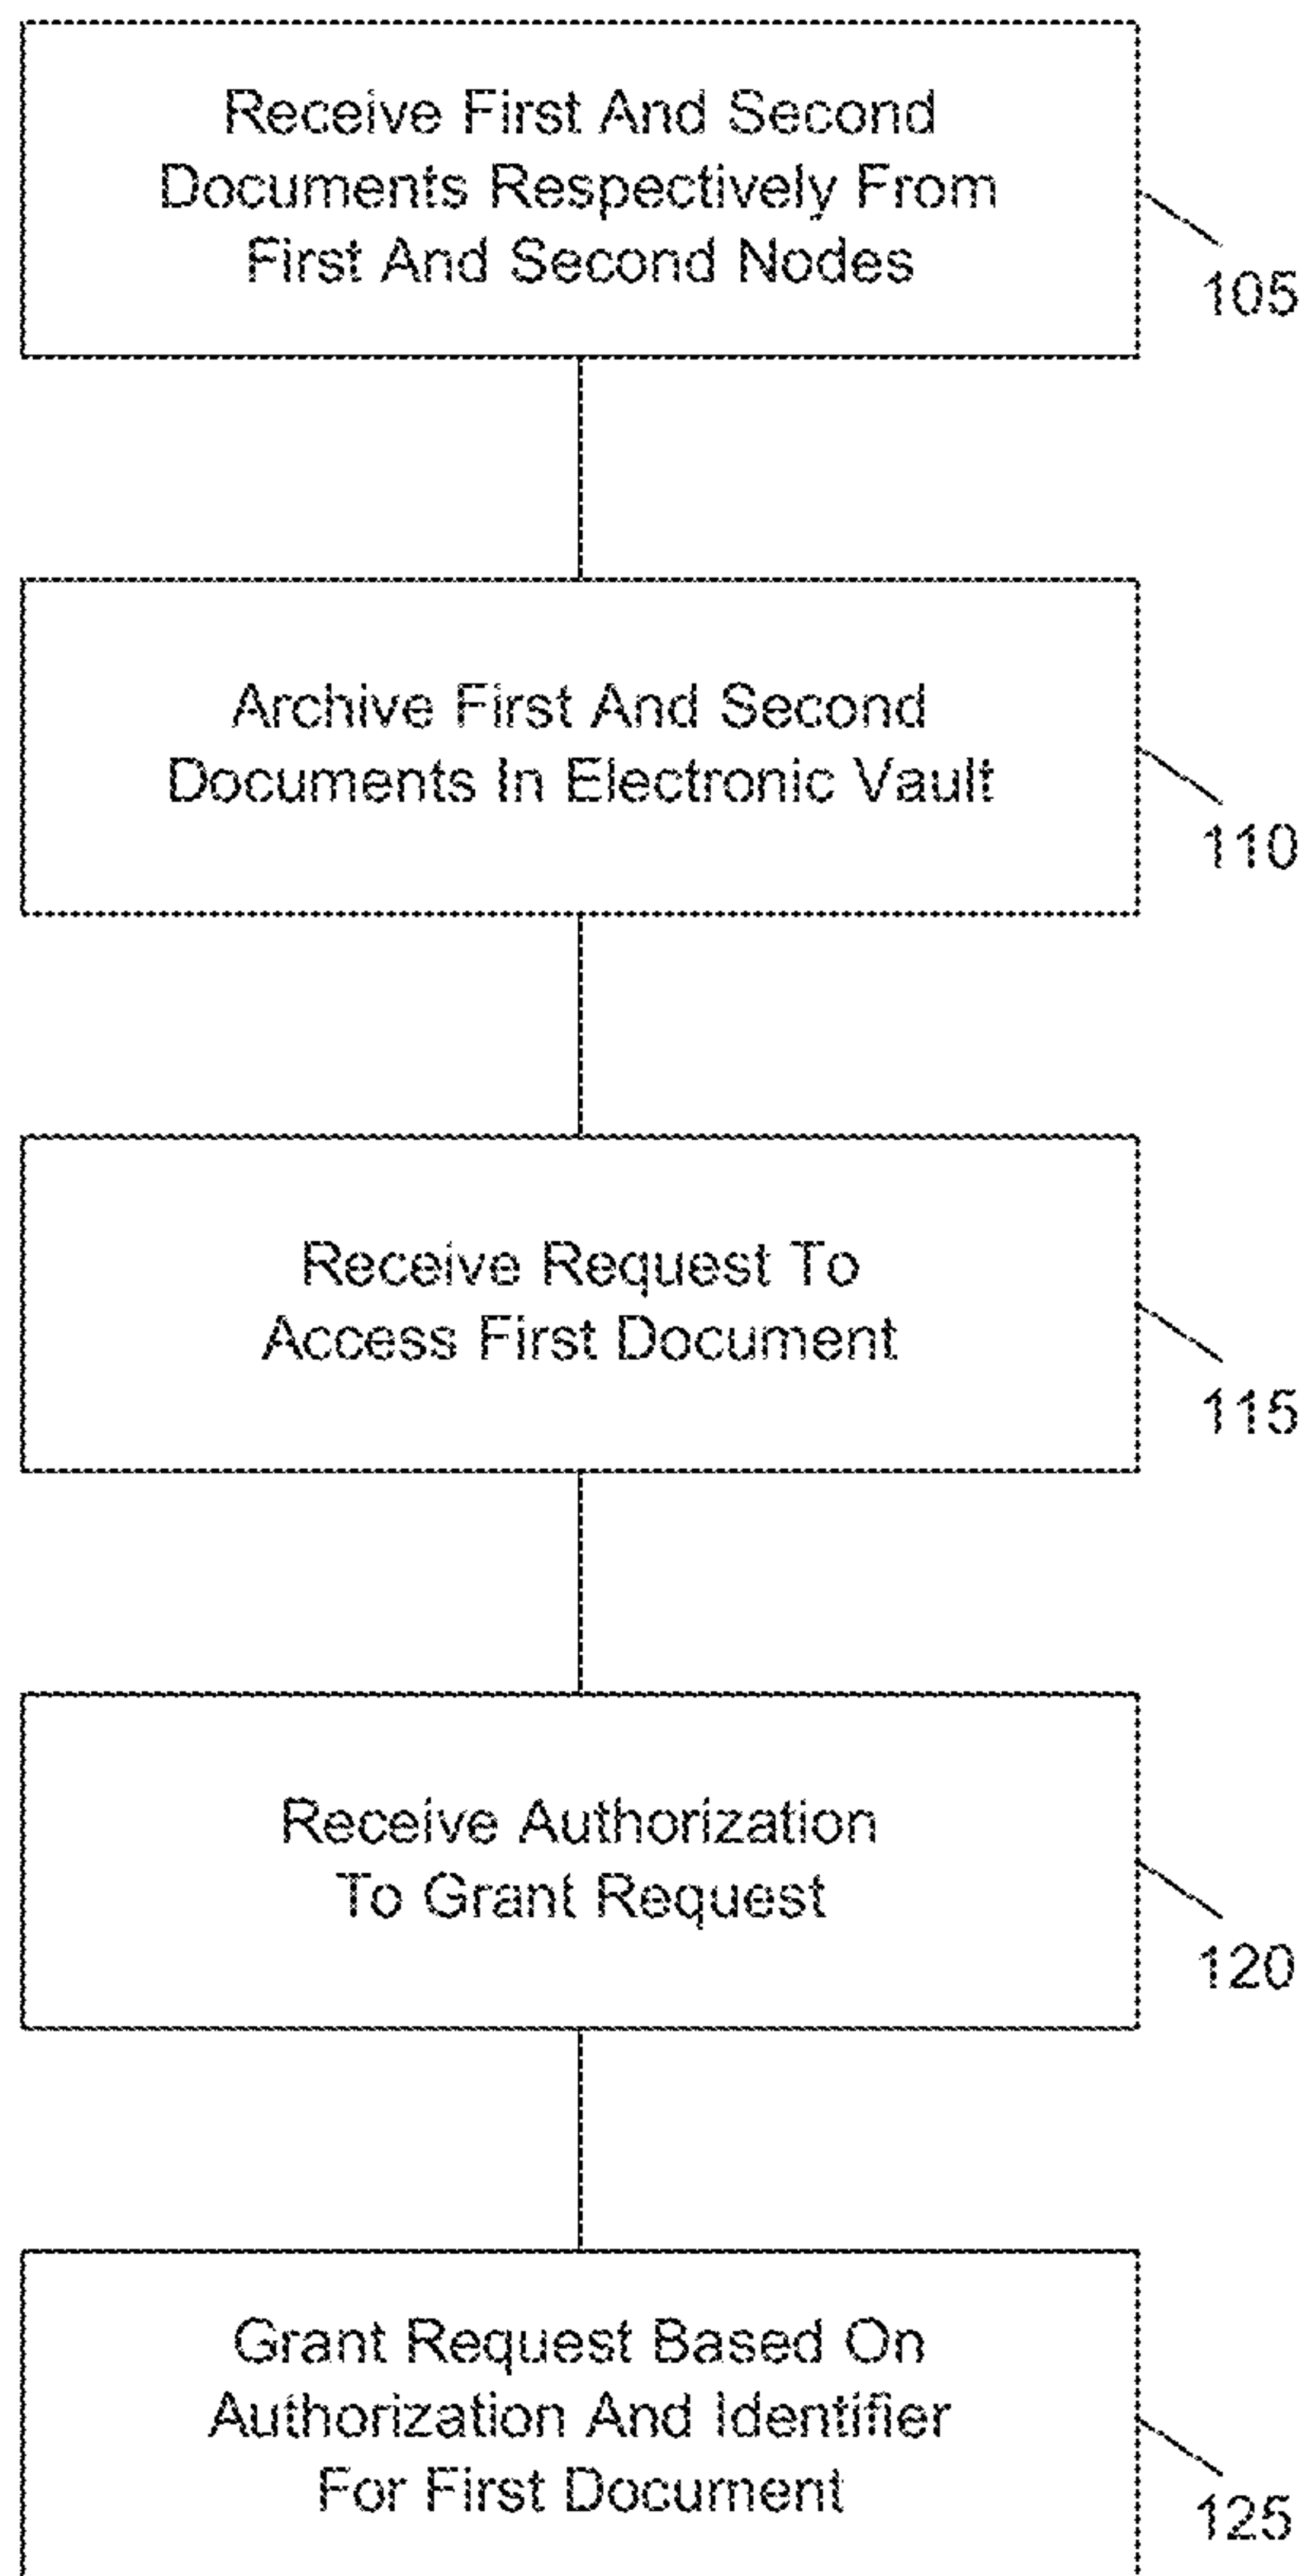 Receive First And Second
Documents Respectively From
First And Second Nodes
105
Archive First And Second
Documents In Electronic Vault
110
Receive Request To
Access First Document
115
Receive Authorization
To Grant Request
120
Grant Request Based On
Authorization And Identifier
For First Document
125